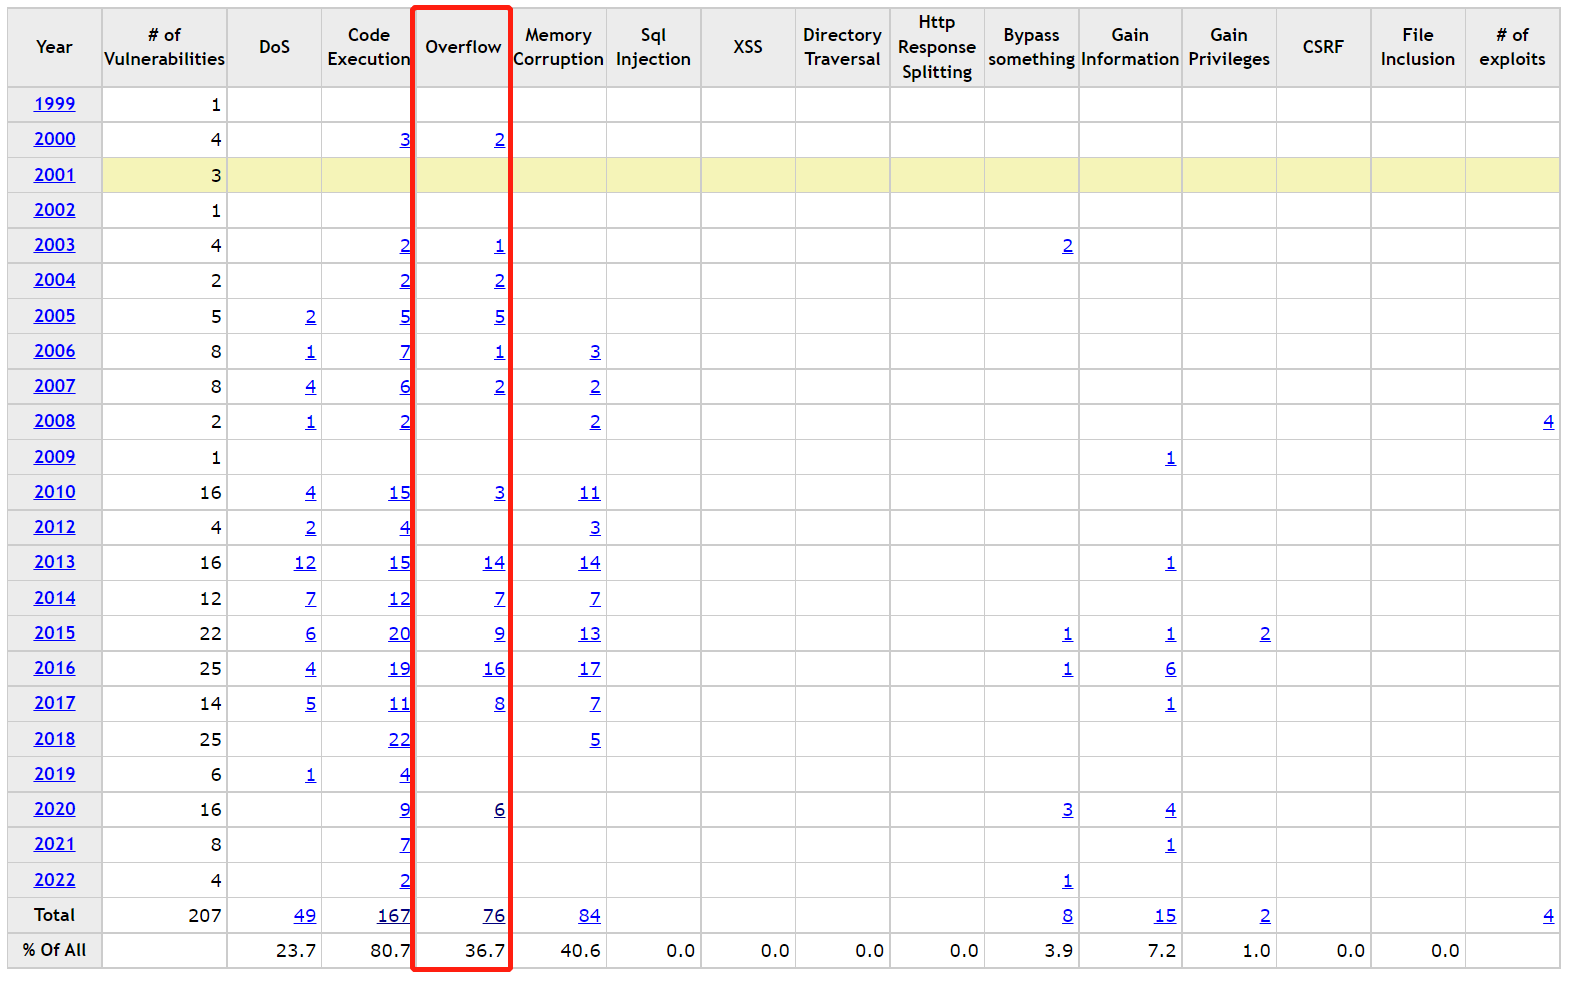 Year # of Vulnerabilities DoS Code Execution Overflow Memory Corruption Sql Injection XSS Directory Traversal Http Response Splitting Bypass something Gain Information Gain Privileges CSRF File Inclusion # of exploits
1999 1
2000 4 3 2
2001 3
2002 1
2003 4 2 1 2
2004 2 2 2
2005 5 2 5 5
2006 8 1 7 1 3
2007 8 4 6 2 2
2008 2 1 2 2 4
2009 1 1
2010 16 4 15 3 11
2012 4 2 4 3
2013 16 12 15 14 14 1
2014 12 7 12 7 7
2015 22 6 20 9 13 1 1 2
2016 25 4 19 16 17 1 6
2017 14 5 11 8 7 1
2018 25 22 5
2019 6 1 4
2020 16 9 6 3 4
2021 8 7 1
2022 4 2 1
Total 207 49 167 76 84 8 15 2 4
% Of All 23.7 80.7 36.7 40.6 0.0 0.0 0.0 0.0 3.9 7.2 1.0 0.0 0.0